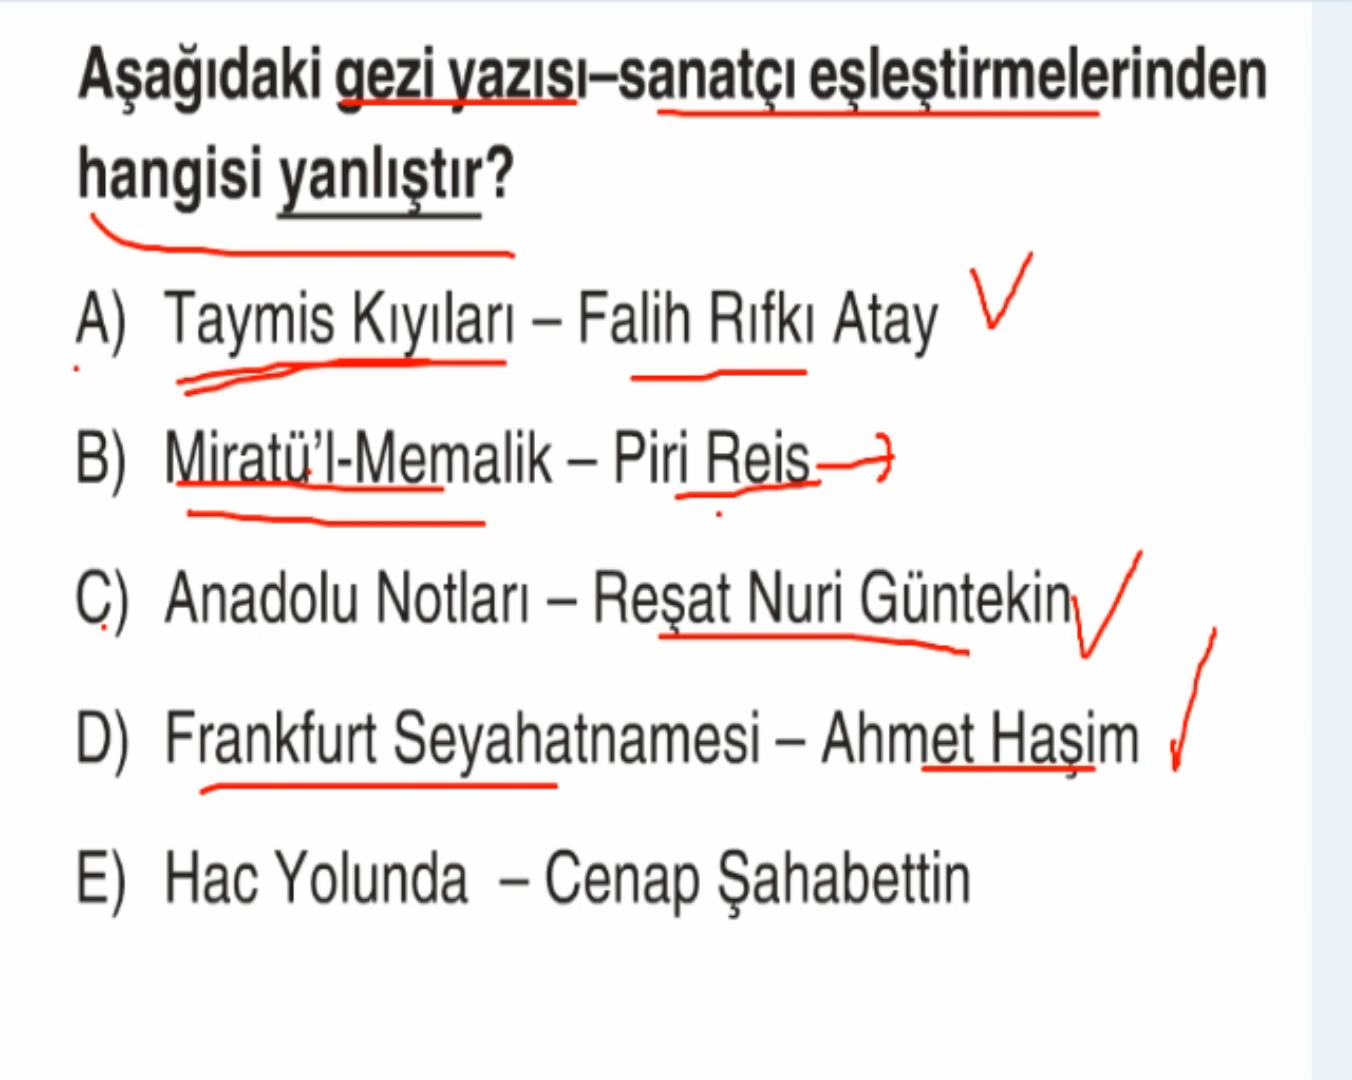 Aşağıdaki gezi yazısı–sanatçı eşleştirmelerinden
hangisi yanlıştır?
A) Taymis Kıyıları – Falih Rıfkı Atay
B) Miratü'l-Memalik – Piri Reis
C) Anadolu Notları – Reşat Nuri Güntekin
D) Frankfurt Seyahatnamesi – Ahmet Haşim
E) Hac Yolunda – Cenap Şahabettin